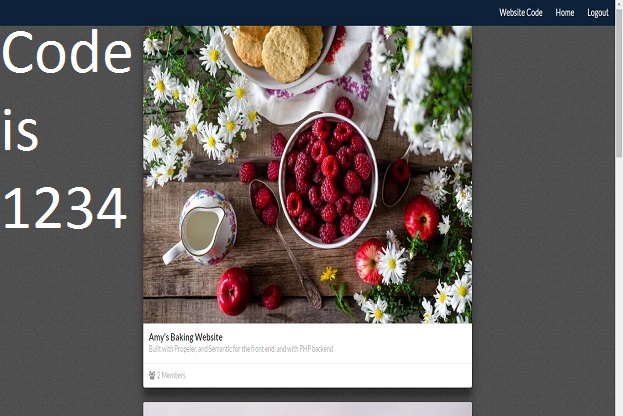 Website Code Home Logout
Code
is
1234
Amy's Baking Website
Built with Propeler, and Semantic for the front end, and with PHP backend
2 Members